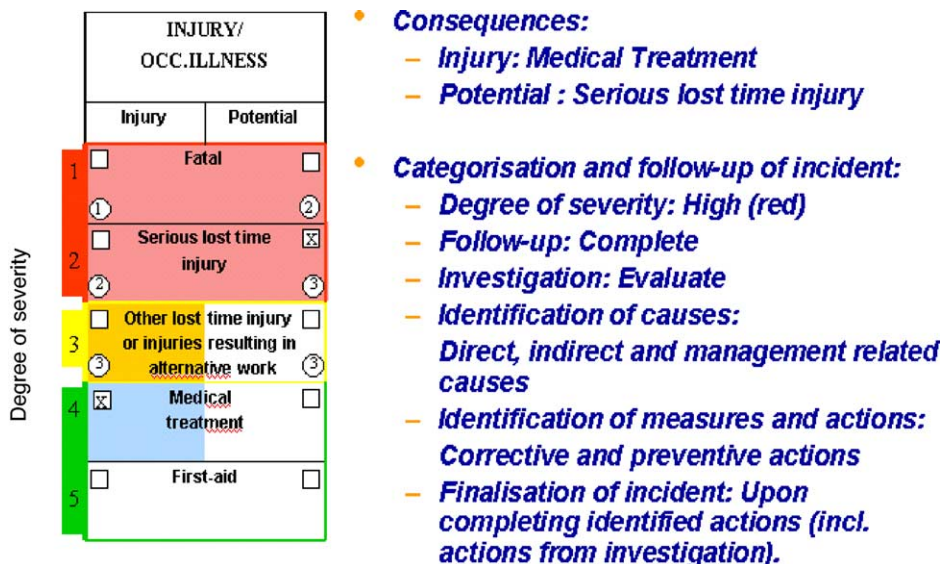 INJURY/
OCC.ILLNESS
Injury Potential
1
Fatal
1 2
2
Serious lost time
X
injury
2 3
3
Other lost time injury
or injuries resulting in
alternative work
3 3
4
X
Medical
treatment
5
First-aid
Degree of severity
• Consequences:
– Injury: Medical Treatment
– Potential : Serious lost time injury
• Categorisation and follow-up of incident:
– Degree of severity: High (red)
– Follow-up: Complete
– Investigation: Evaluate
– Identification of causes:
Direct, indirect and management related
causes
– Identification of measures and actions:
Corrective and preventive actions
– Finalisation of incident: Upon
completing identified actions (incl.
actions from investigation).